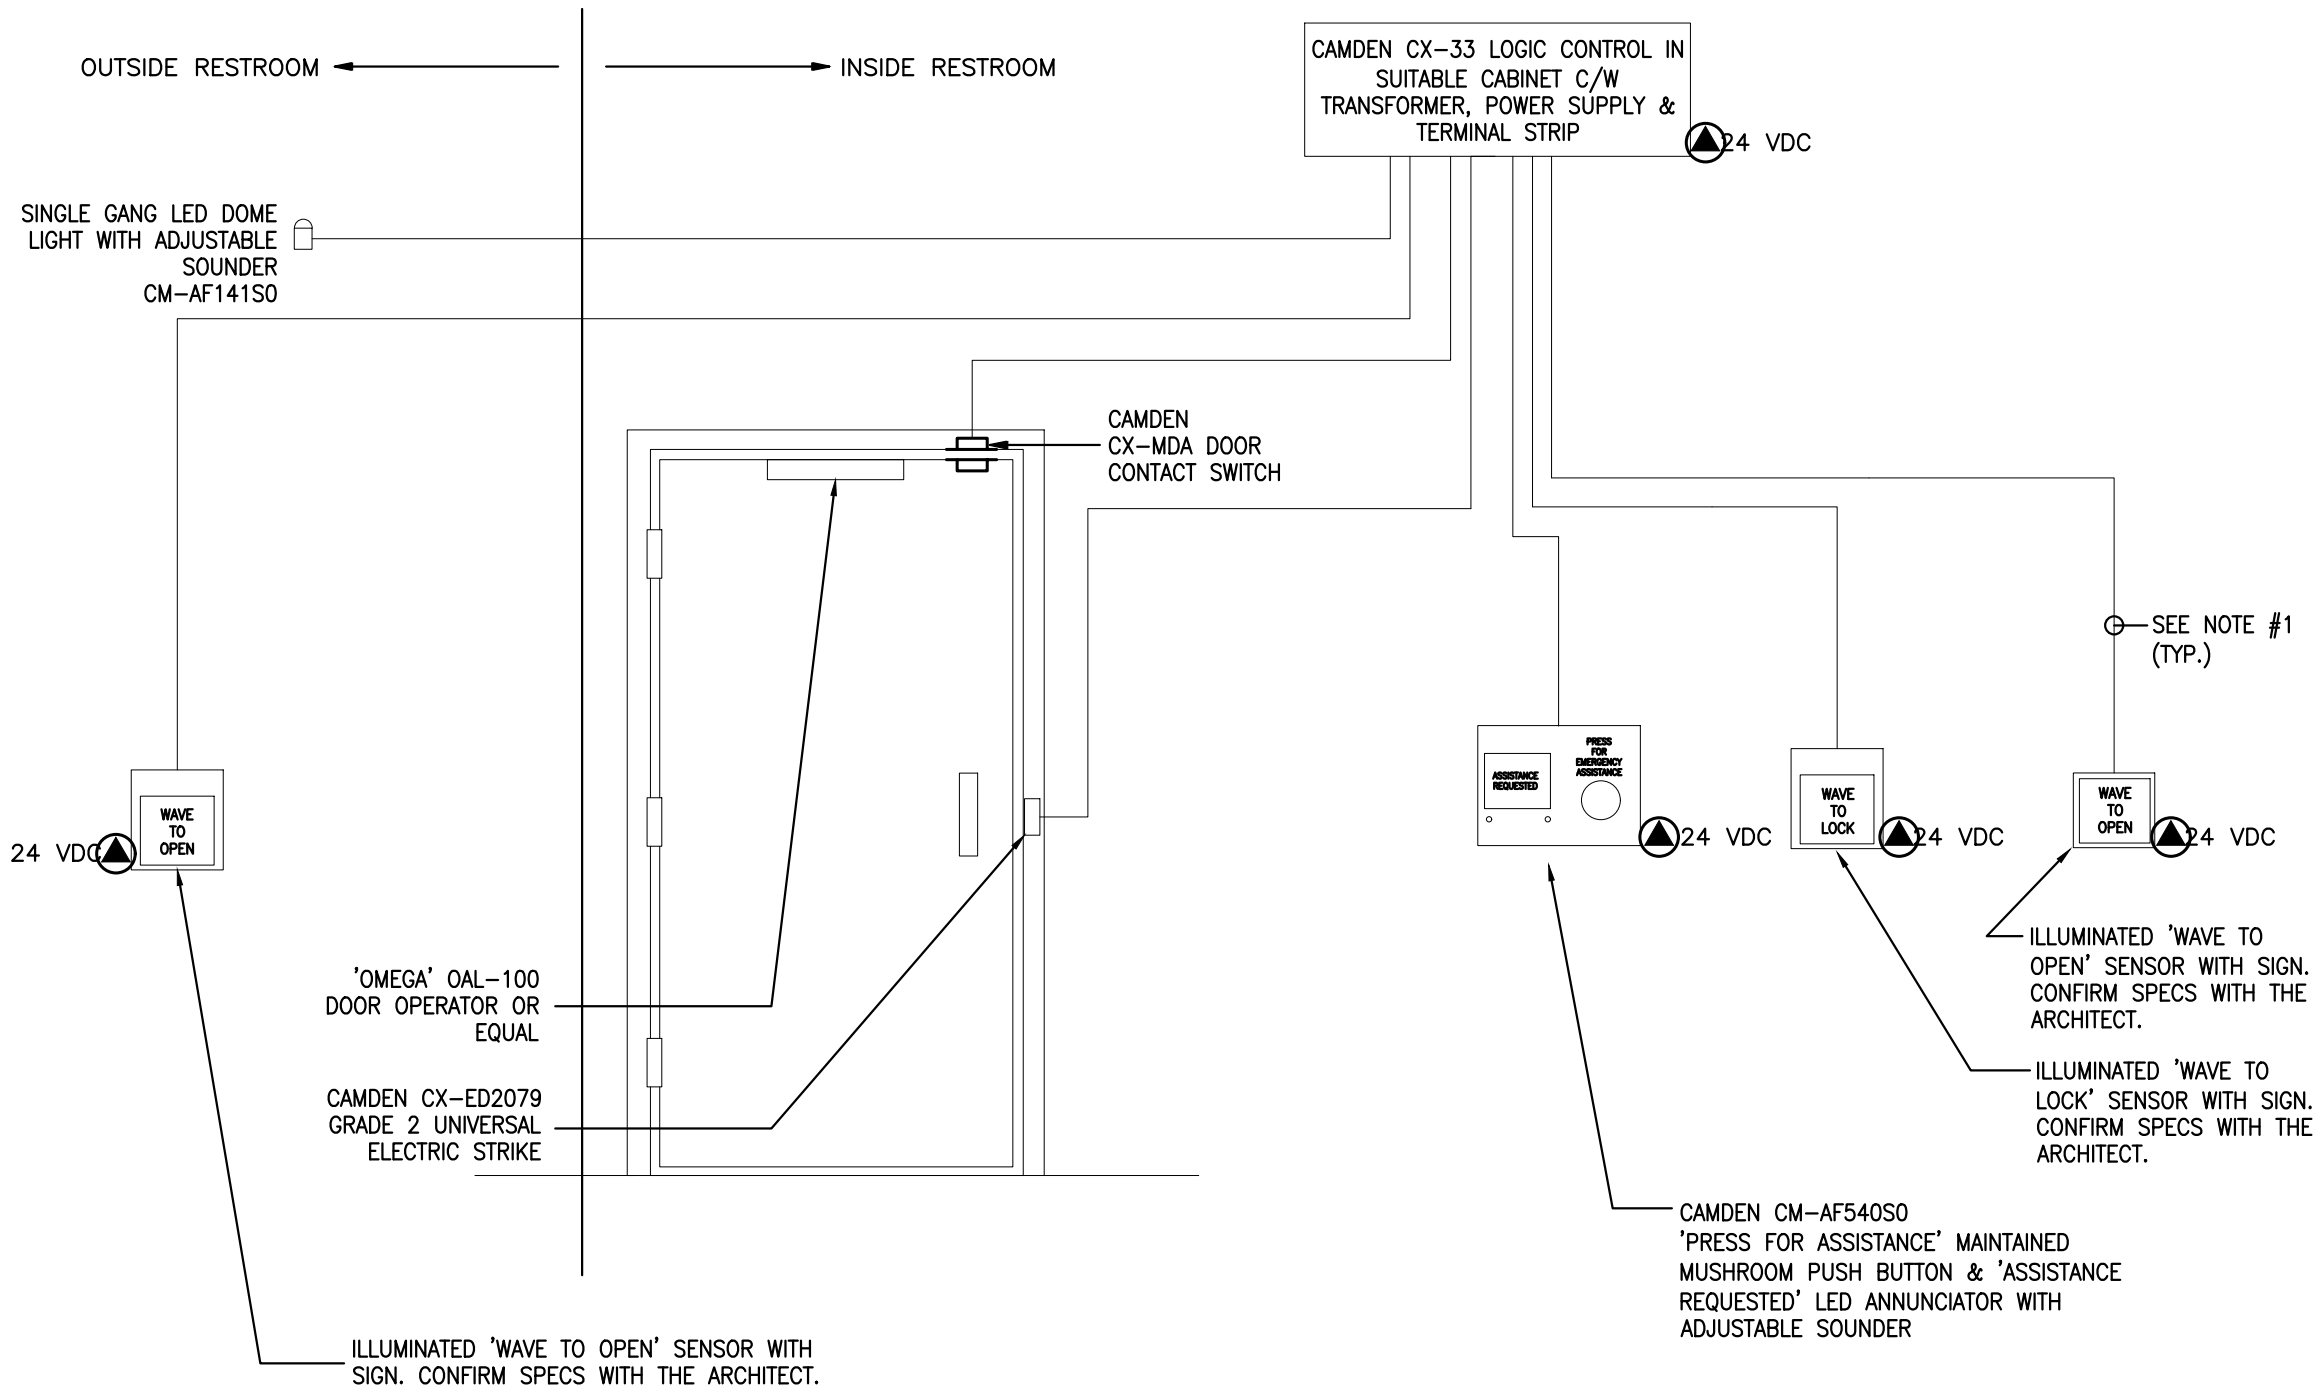 OUTSIDE RESTROOM
INSIDE RESTROOM
CAMDEN CX-33 LOGIC CONTROL IN
SUITABLE CABINET C/W
TRANSFORMER, POWER SUPPLY &
TERMINAL STRIP
24 VDC
SINGLE GANG LED DOME
LIGHT WITH ADJUSTABLE
SOUNDER
CM-AF141SO
CAMDEN
CX-MDA DOOR
CONTACT SWITCH
SEE NOTE #1
(TYP.)
WAVE
TO
OPEN
24 VDC
ASSISTANCE
REQUESTED
PRESS
FOR
EMERGENCY
ASSISTANCE
24 VDC
WAVE
TO
LOCK
24 VDC
WAVE
TO
OPEN
24 VDC
'OMEGA' OAL-100
DOOR OPERATOR OR
EQUAL
CAMDEN CX-ED2079
GRADE 2 UNIVERSAL
ELECTRIC STRIKE
ILLUMINATED 'WAVE TO
OPEN' SENSOR WITH SIGN.
CONFIRM SPECS WITH THE
ARCHITECT.
ILLUMINATED 'WAVE TO
LOCK' SENSOR WITH SIGN.
CONFIRM SPECS WITH THE
ARCHITECT.
CAMDEN CM-AF540SO
'PRESS FOR ASSISTANCE' MAINTAINED
MUSHROOM PUSH BUTTON & 'ASSISTANCE
REQUESTED' LED ANNUNCIATOR WITH
ADJUSTABLE SOUNDER
ILLUMINATED 'WAVE TO OPEN' SENSOR WITH
SIGN. CONFIRM SPECS WITH THE ARCHITECT.